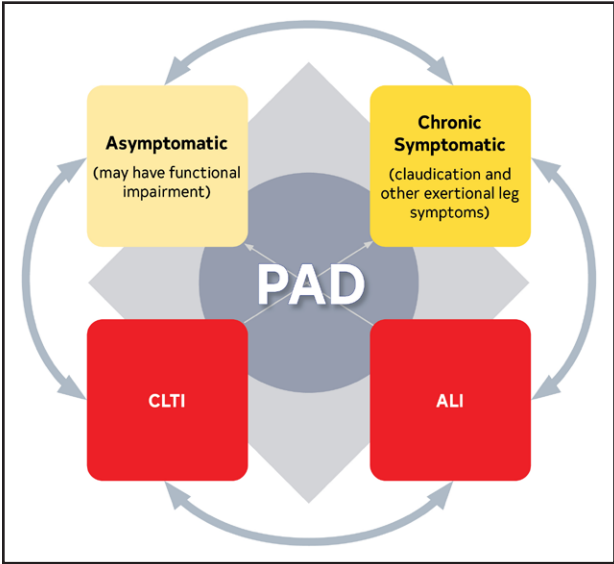 Asymptomatic
(may have functional
impairment)
Chronic
Symptomatic
(claudication and
other exertional leg
symptoms)
PAD
CLTI
ALI